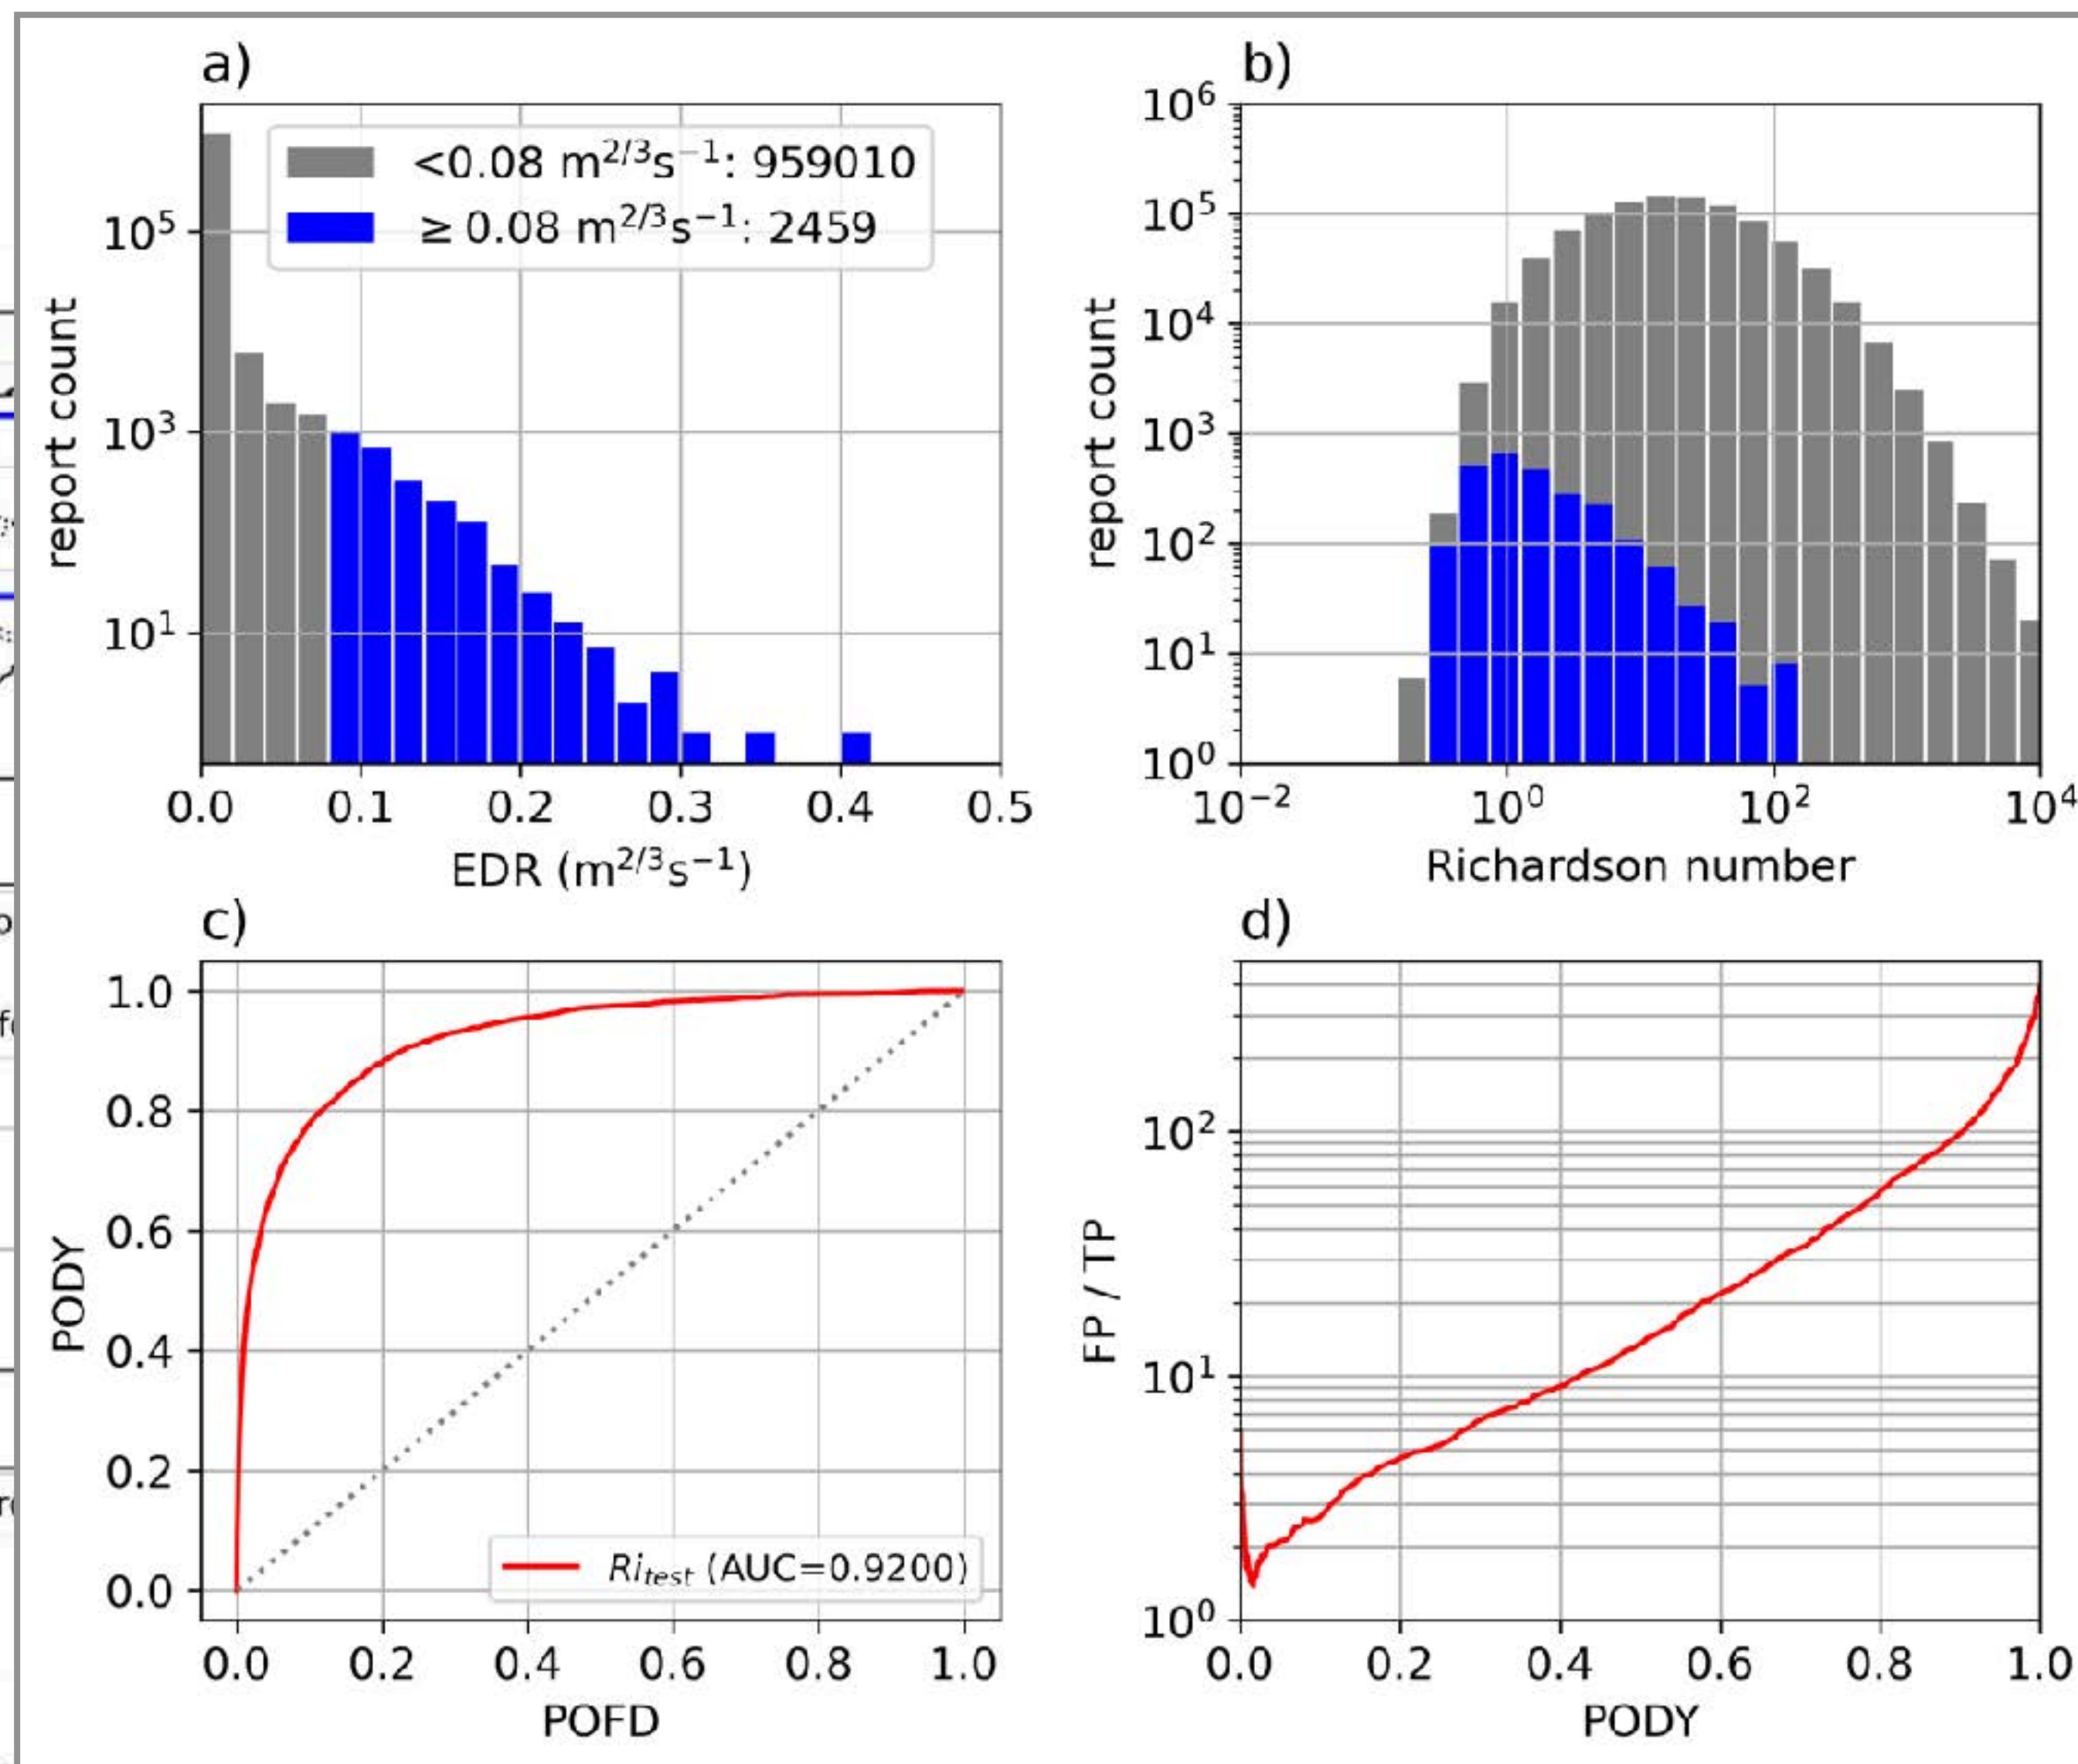 a)
<0.08 m2/3s−1: 959010
≥ 0.08 m2/3s−1: 2459
report count
10^5
10^3
10^1
0.0 0.1 0.2 0.3 0.4 0.5
EDR (m2/3s−1)
b)
report count
10^6
10^5
10^4
10^3
10^2
10^1
10^0
10^−2 10^0 10^2 10^4
Richardson number
c)
PODY
1.0
0.8
0.6
0.4
0.2
0.0
Ri_test (AUC=0.9200)
0.0 0.2 0.4 0.6 0.8 1.0
POFD
d)
FP / TP
10^2
10^1
10^0
0.0 0.2 0.4 0.6 0.8 1.0
PODY